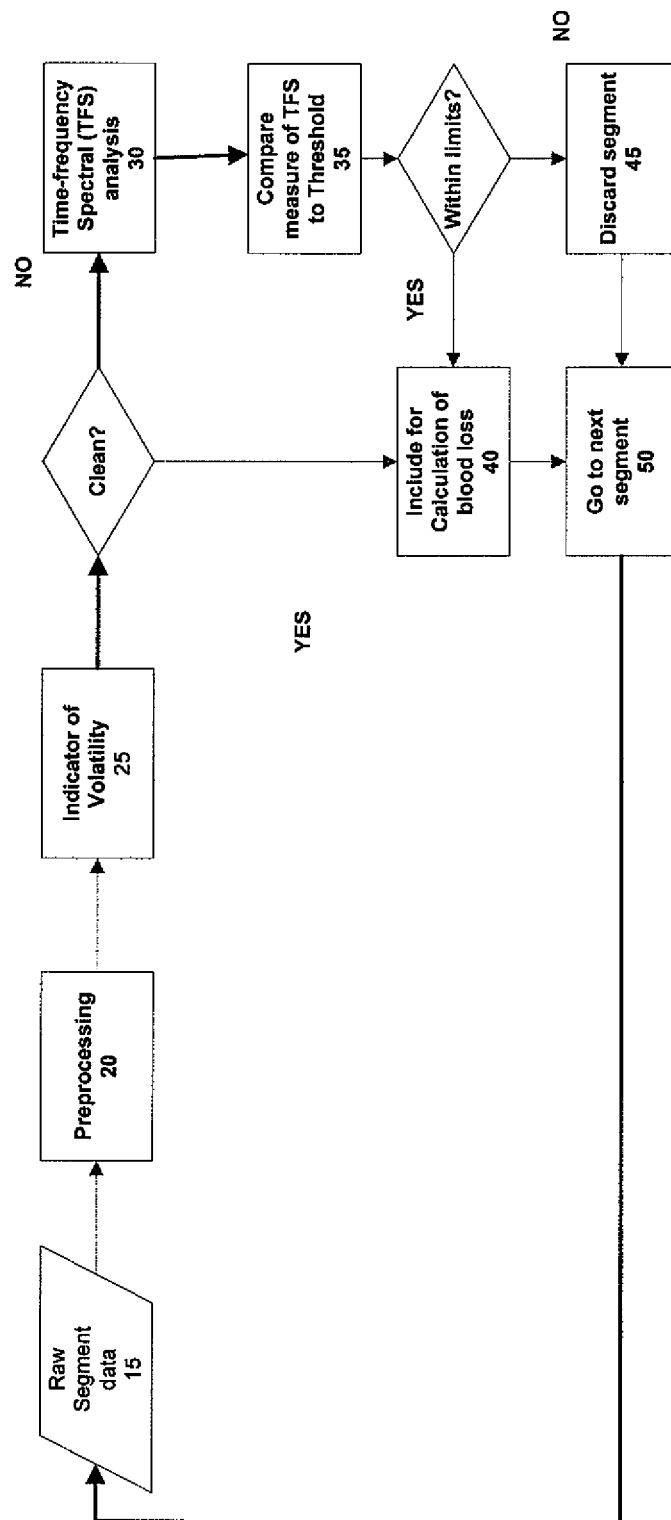 Raw
Segment
data
15
Preprocessing
20
Indicator of
Volatility
25
Clean?
NO
YES
Time-frequency
Spectral (TFS)
analysis
30
Compare
measure of TFS
to Threshold
35
Within limits?
YES
NO
Include for
Calculation of
blood loss
40
Discard segment
45
Go to next
segment
50